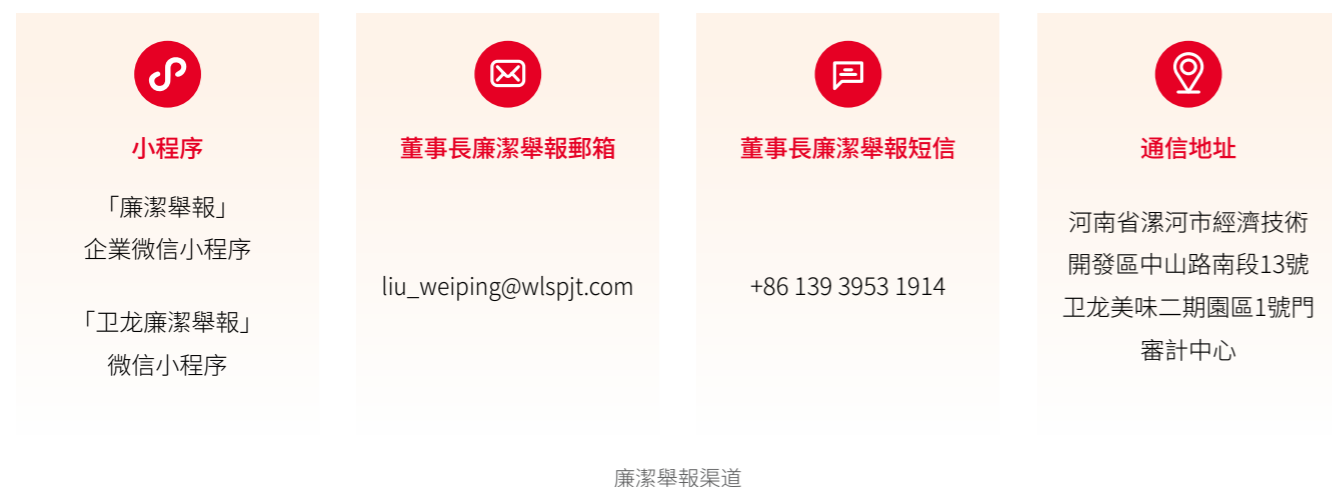 小程序
「廉潔舉報」
企業微信小程序
「卫龙廉潔舉報」
微信小程序
董事長廉潔舉報郵箱
liu_weiping@wlspjt.com
董事長廉潔舉報短信
+86 139 3953 1914
通信地址
河南省漯河市經濟技術
開發區中山路南段13號
卫龙美味二期園區1號門
審計中心
廉潔舉報渠道